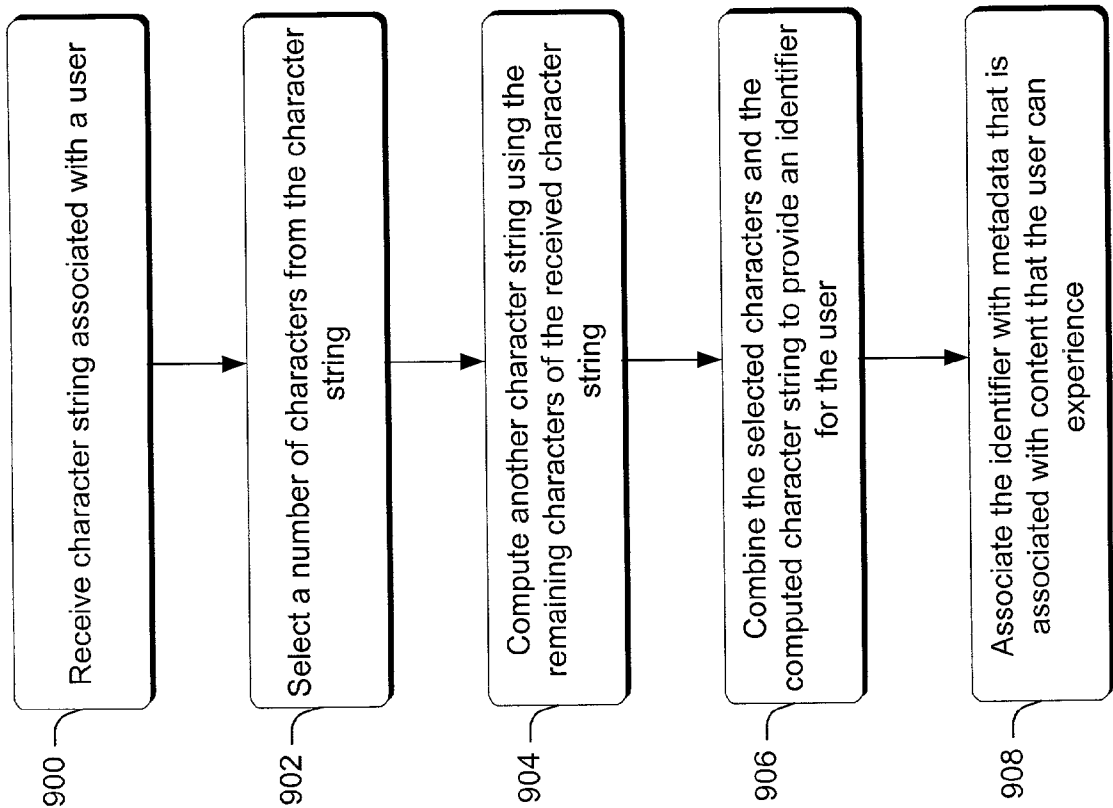 900
Receive character string associated with a user
902
Select a number of characters from the character
string
904
Compute another character string using the
remaining characters of the received character
string
906
Combine the selected characters and the
computed character string to provide an identifier
for the user
908
Associate the identifier with metadata that is
associated with content that the user can
experience